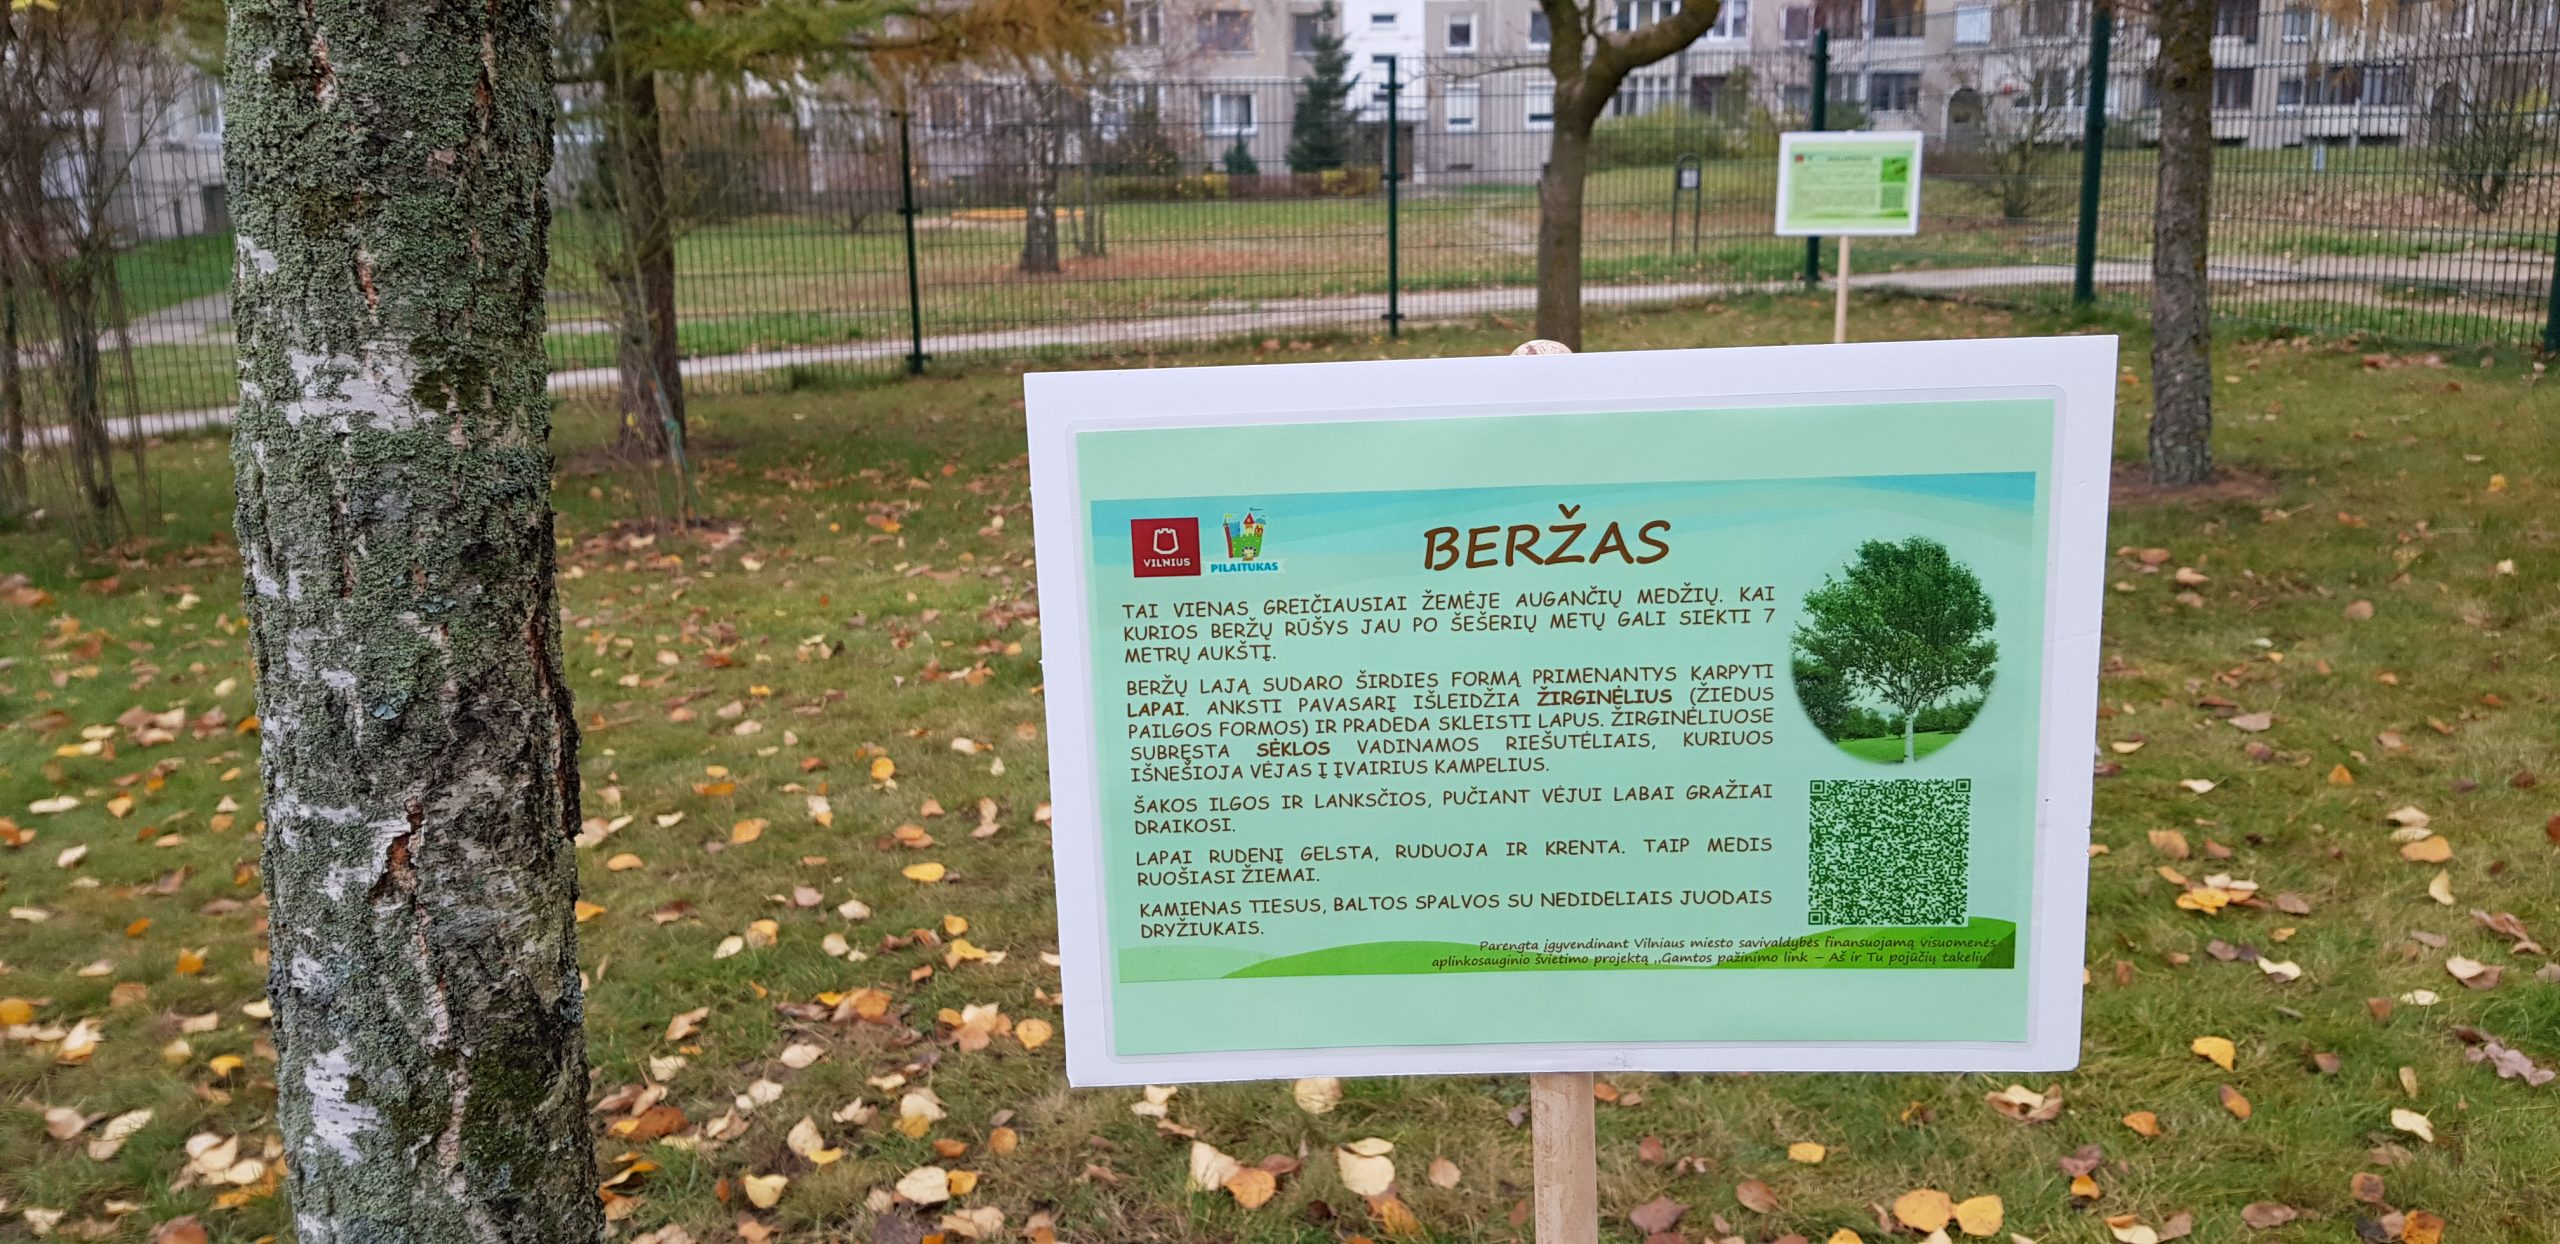 VILNIUS
PILAITUKAS
BERŽAS
TAI VIENAS GREIČIAUSIAI ŽEMĖJE AUGANČIŲ MEDŽIŲ. KAI
KURIOS BERŽŲ RŪŠYS JAU PO ŠEŠERIŲ METŲ GALI SIEKTI 7
METRŲ AUKŠTĮ.
BERŽŲ LAJĄ SUDARO ŠIRDIES FORMĄ PRIMENANTYS KARPYTI
LAPAI. ANKSTI PAVASARĮ IŠLEIDŽIA ŽIRGINĖLIUS (ŽIEDUS
PAILGOS FORMOS) IR PRADEDA SKLEISTI LAPUS. ŽIRGINĖLIUOSE
SUBRĘSTA SĖKLOS VADINAMOS RIEŠUTĖLIAIS, KURIUOS
IŠNEŠIOJA VĖJAS Į ĮVAIRIUS KAMPELIUS.
ŠAKOS ILGOS IR LANKSČIOS, PUČIANT VĖJUI LABAI GRAŽIAI
DRAIKOSI.
LAPAI RUDENĮ GELSTA, RUDUOJA IR KRENTA. TAIP MEDIS
RUOŠIASI ŽIEMAI.
KAMIENAS TIESUS, BALTOS SPALVOS SU NEDIDELIAIS JUODAIS
DRYŽIUKAIS.
Parengta įgyvendinant Vilniaus miesto savivaldybės finansuojamą visuomenės
aplinkosauginio švietimo projektą ,,Gamtos pažinimo link – Aš ir Tu pojūčių takeliu"